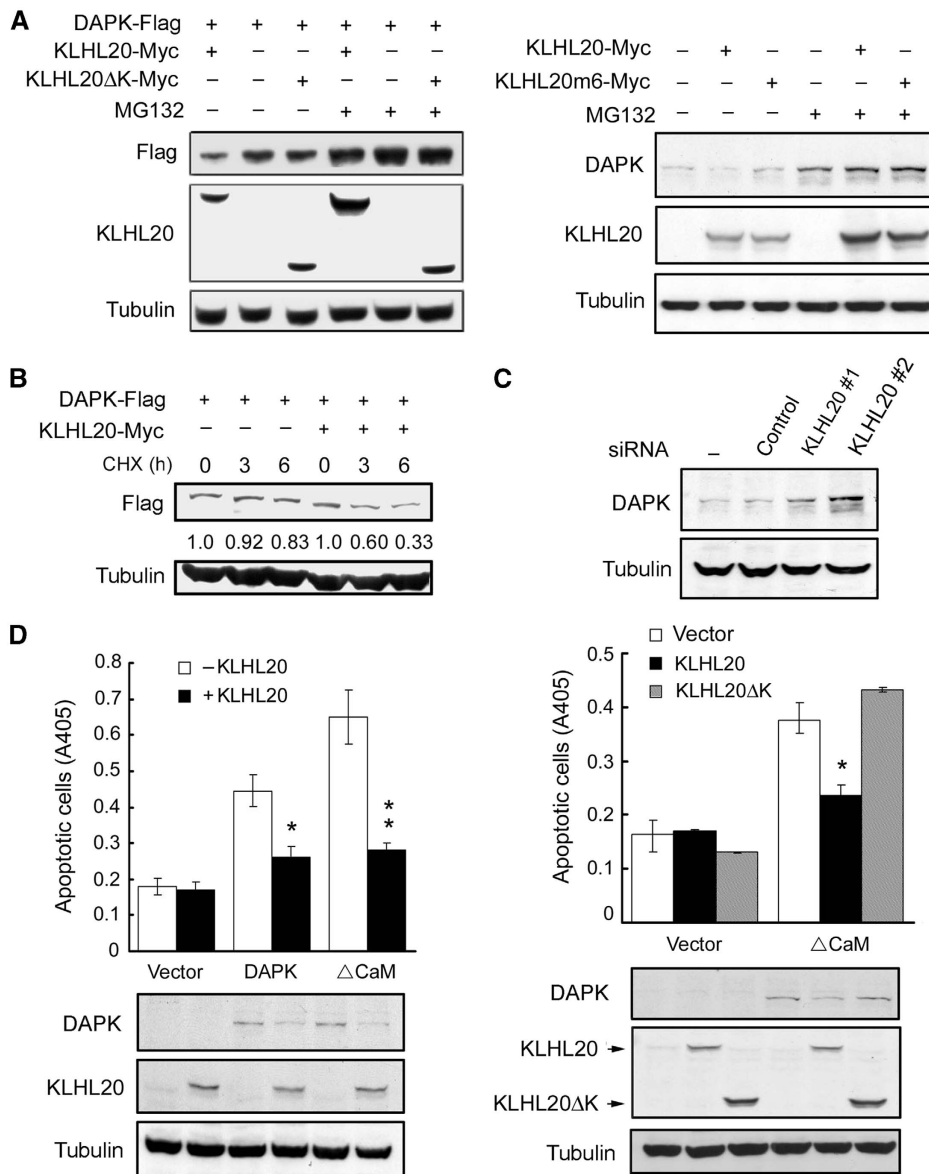 A
DAPK-Flag + + + + + +
KLHL20-Myc + – – + – –
KLHL20ΔK-Myc – – + – – +
MG132 – – – + + +
Flag
KLHL20
Tubulin
KLHL20-Myc – + – – + –
KLHL20m6-Myc – – + – – +
MG132 – – – + + +
DAPK
KLHL20
Tubulin
B
DAPK-Flag + + + + + +
KLHL20-Myc – – – + + +
CHX (h) 0 3 6 0 3 6
Flag
1.0 0.92 0.83 1.0 0.60 0.33
Tubulin
C
siRNA – Control KLHL20 #1 KLHL20 #2
DAPK
Tubulin
D
–KLHL20
+KLHL20
Apoptotic cells (A405)
0.8
0.7
0.6
0.5
0.4
0.3
0.2
0.1
0
*
*
*
Vector DAPK △CaM
DAPK
KLHL20
Tubulin
Vector
KLHL20
KLHL20ΔK
Apoptotic cells (A405)
0.5
0.4
0.3
0.2
0.1
0
*
Vector △CaM
DAPK
KLHL20
KLHL20ΔK
Tubulin